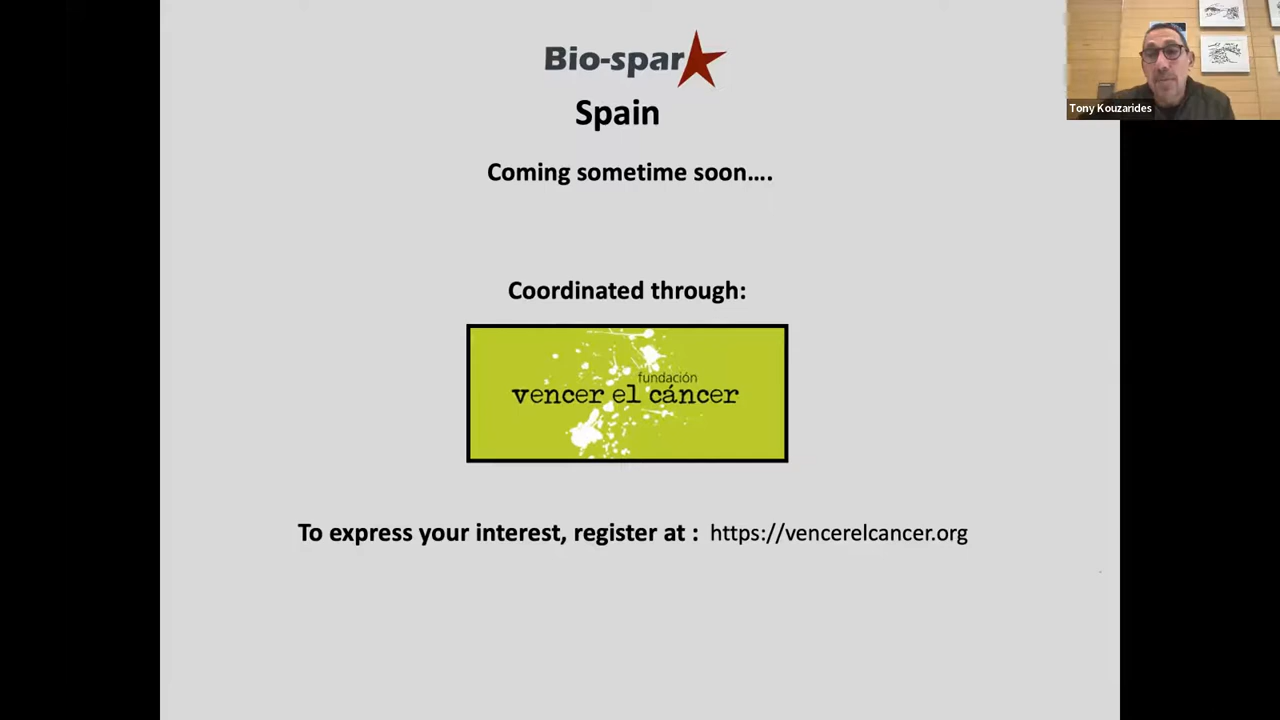 Bio-spar
Spain
Coming sometime soon....
Coordinated through:
fundación
vencer el cáncer
To express your interest, register at : https://vencerelcancer.org
Tony Kouzarides